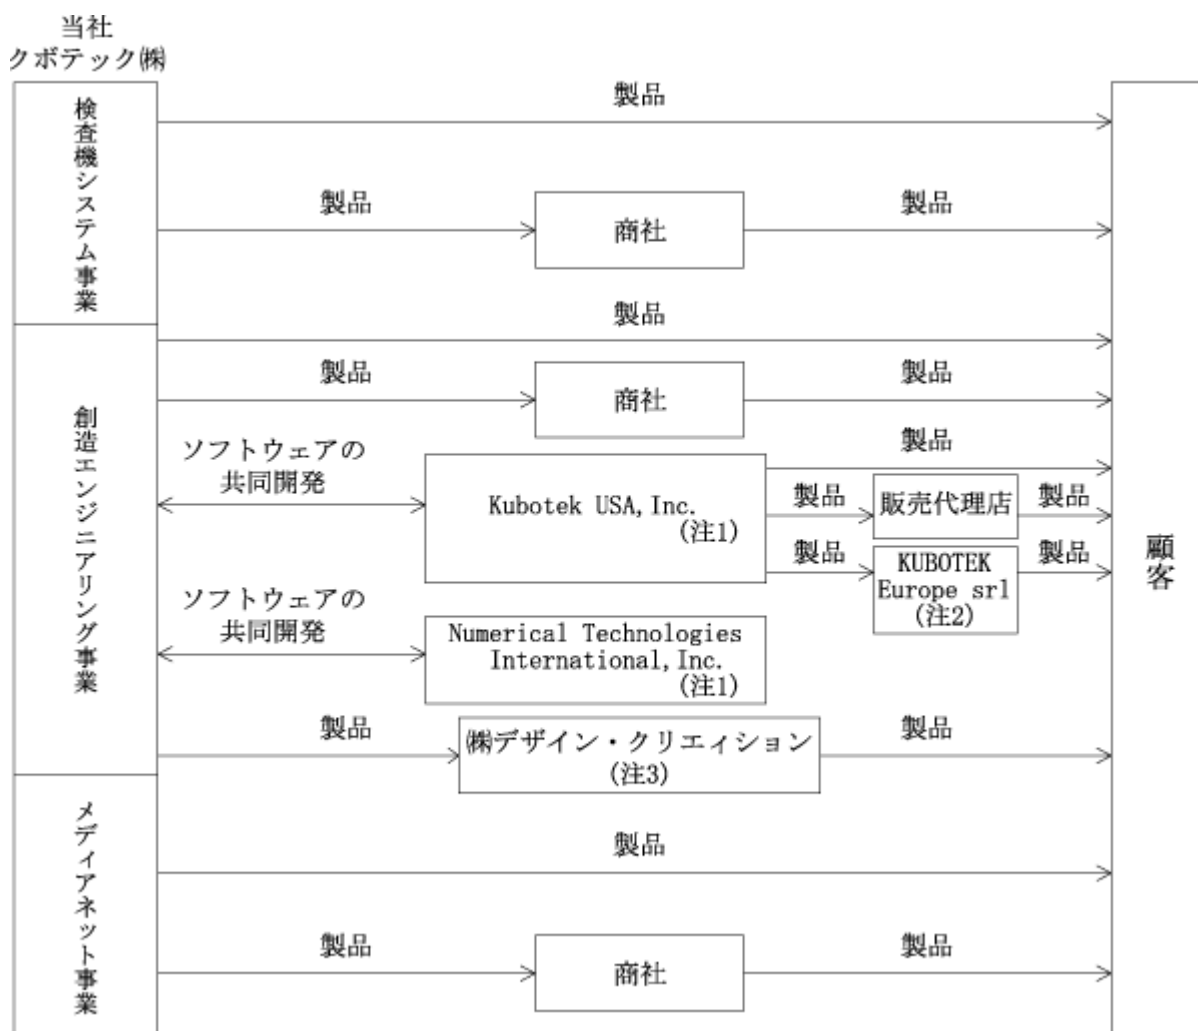 当社
クボテック㈱
検査機システム事業
製品
製品
商社
製品
創造エンジニアリング事業
製品
製品
商社
製品
ソフトウェアの
共同開発
Kubotek USA,Inc.
(注1)
製品
製品
販売代理店
製品
製品
KUBOTEK
Europe srl
(注2)
製品
ソフトウェアの
共同開発
Numerical Technologies
International,Inc.
(注1)
製品
㈱デザイン・クリエィション
(注3)
製品
メディアネット事業
製品
製品
商社
製品
顧客